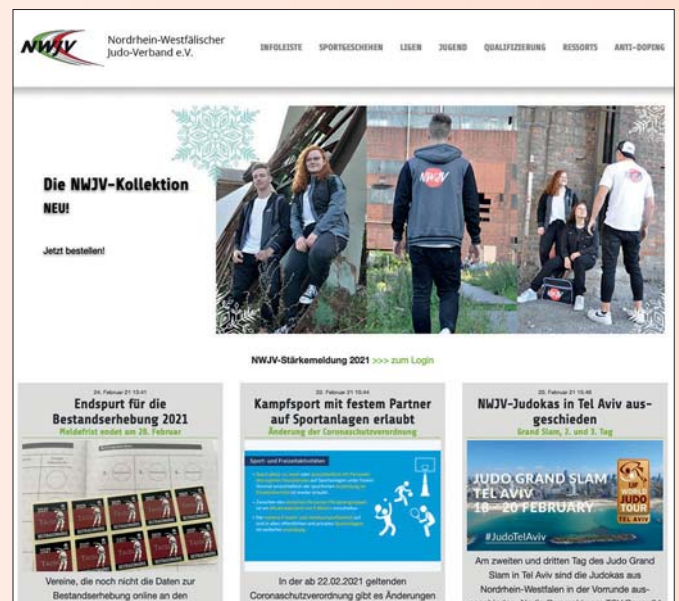 NWJV
Nordrhein-Westfälischer
Judo-Verband e.V.
INFOLEISTE SPORTGESCHEHEN LIGEN JUGEND QUALIFIZIERUNG RESSORTS ANTI-DOPING
Die NWJV-Kollektion
NEU!
Jetzt bestellen!
NWJV
NWJV-Stärkemeldung 2021 >>> zum Login
24. Februar 21 10:41
Endspurt für die
Bestandserhebung 2021
Meldefrist endet am 28. Februar
Vereine, die noch nicht die Daten zur
Bestandserhebung online an den
22. Februar 21 10:44
Kampfsport mit festem Partner
auf Sportanlagen erlaubt
Änderung der Coronaschutzverordnung
Sport- und Freizeitaktivitäten
In der ab 22.02.2021 geltenden
Coronaschutzverordnung gibt es Änderungen
NWJV-Judokas in Tel Aviv aus-
geschieden
Grand Slam, 2. und 3. Tag
JUDO GRAND SLAM
TEL AVIV
18 – 20 FEBRUARY
#JudoTelAviv
WORLD
JUDO
TOUR
TEL AVIV
Am zweiten und dritten Tag des Judo Grand
Slam in Tel Aviv sind die Judokas aus
Nordrhein-Westfalen in der Vorrunde aus-